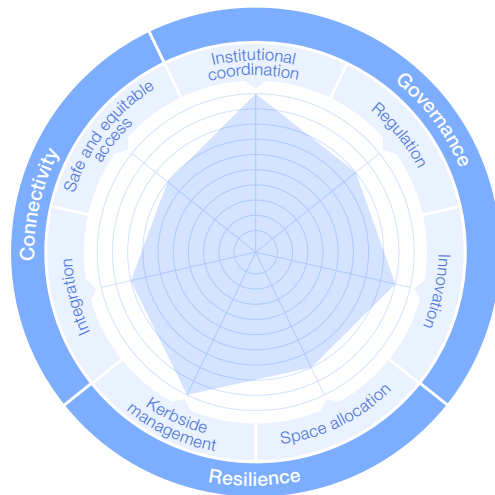 Governance
Institutional
coordination
Regulation
Innovation
Resilience
Space allocation
Kerbside
management
Connectivity
Integration
Safe and equitable
access